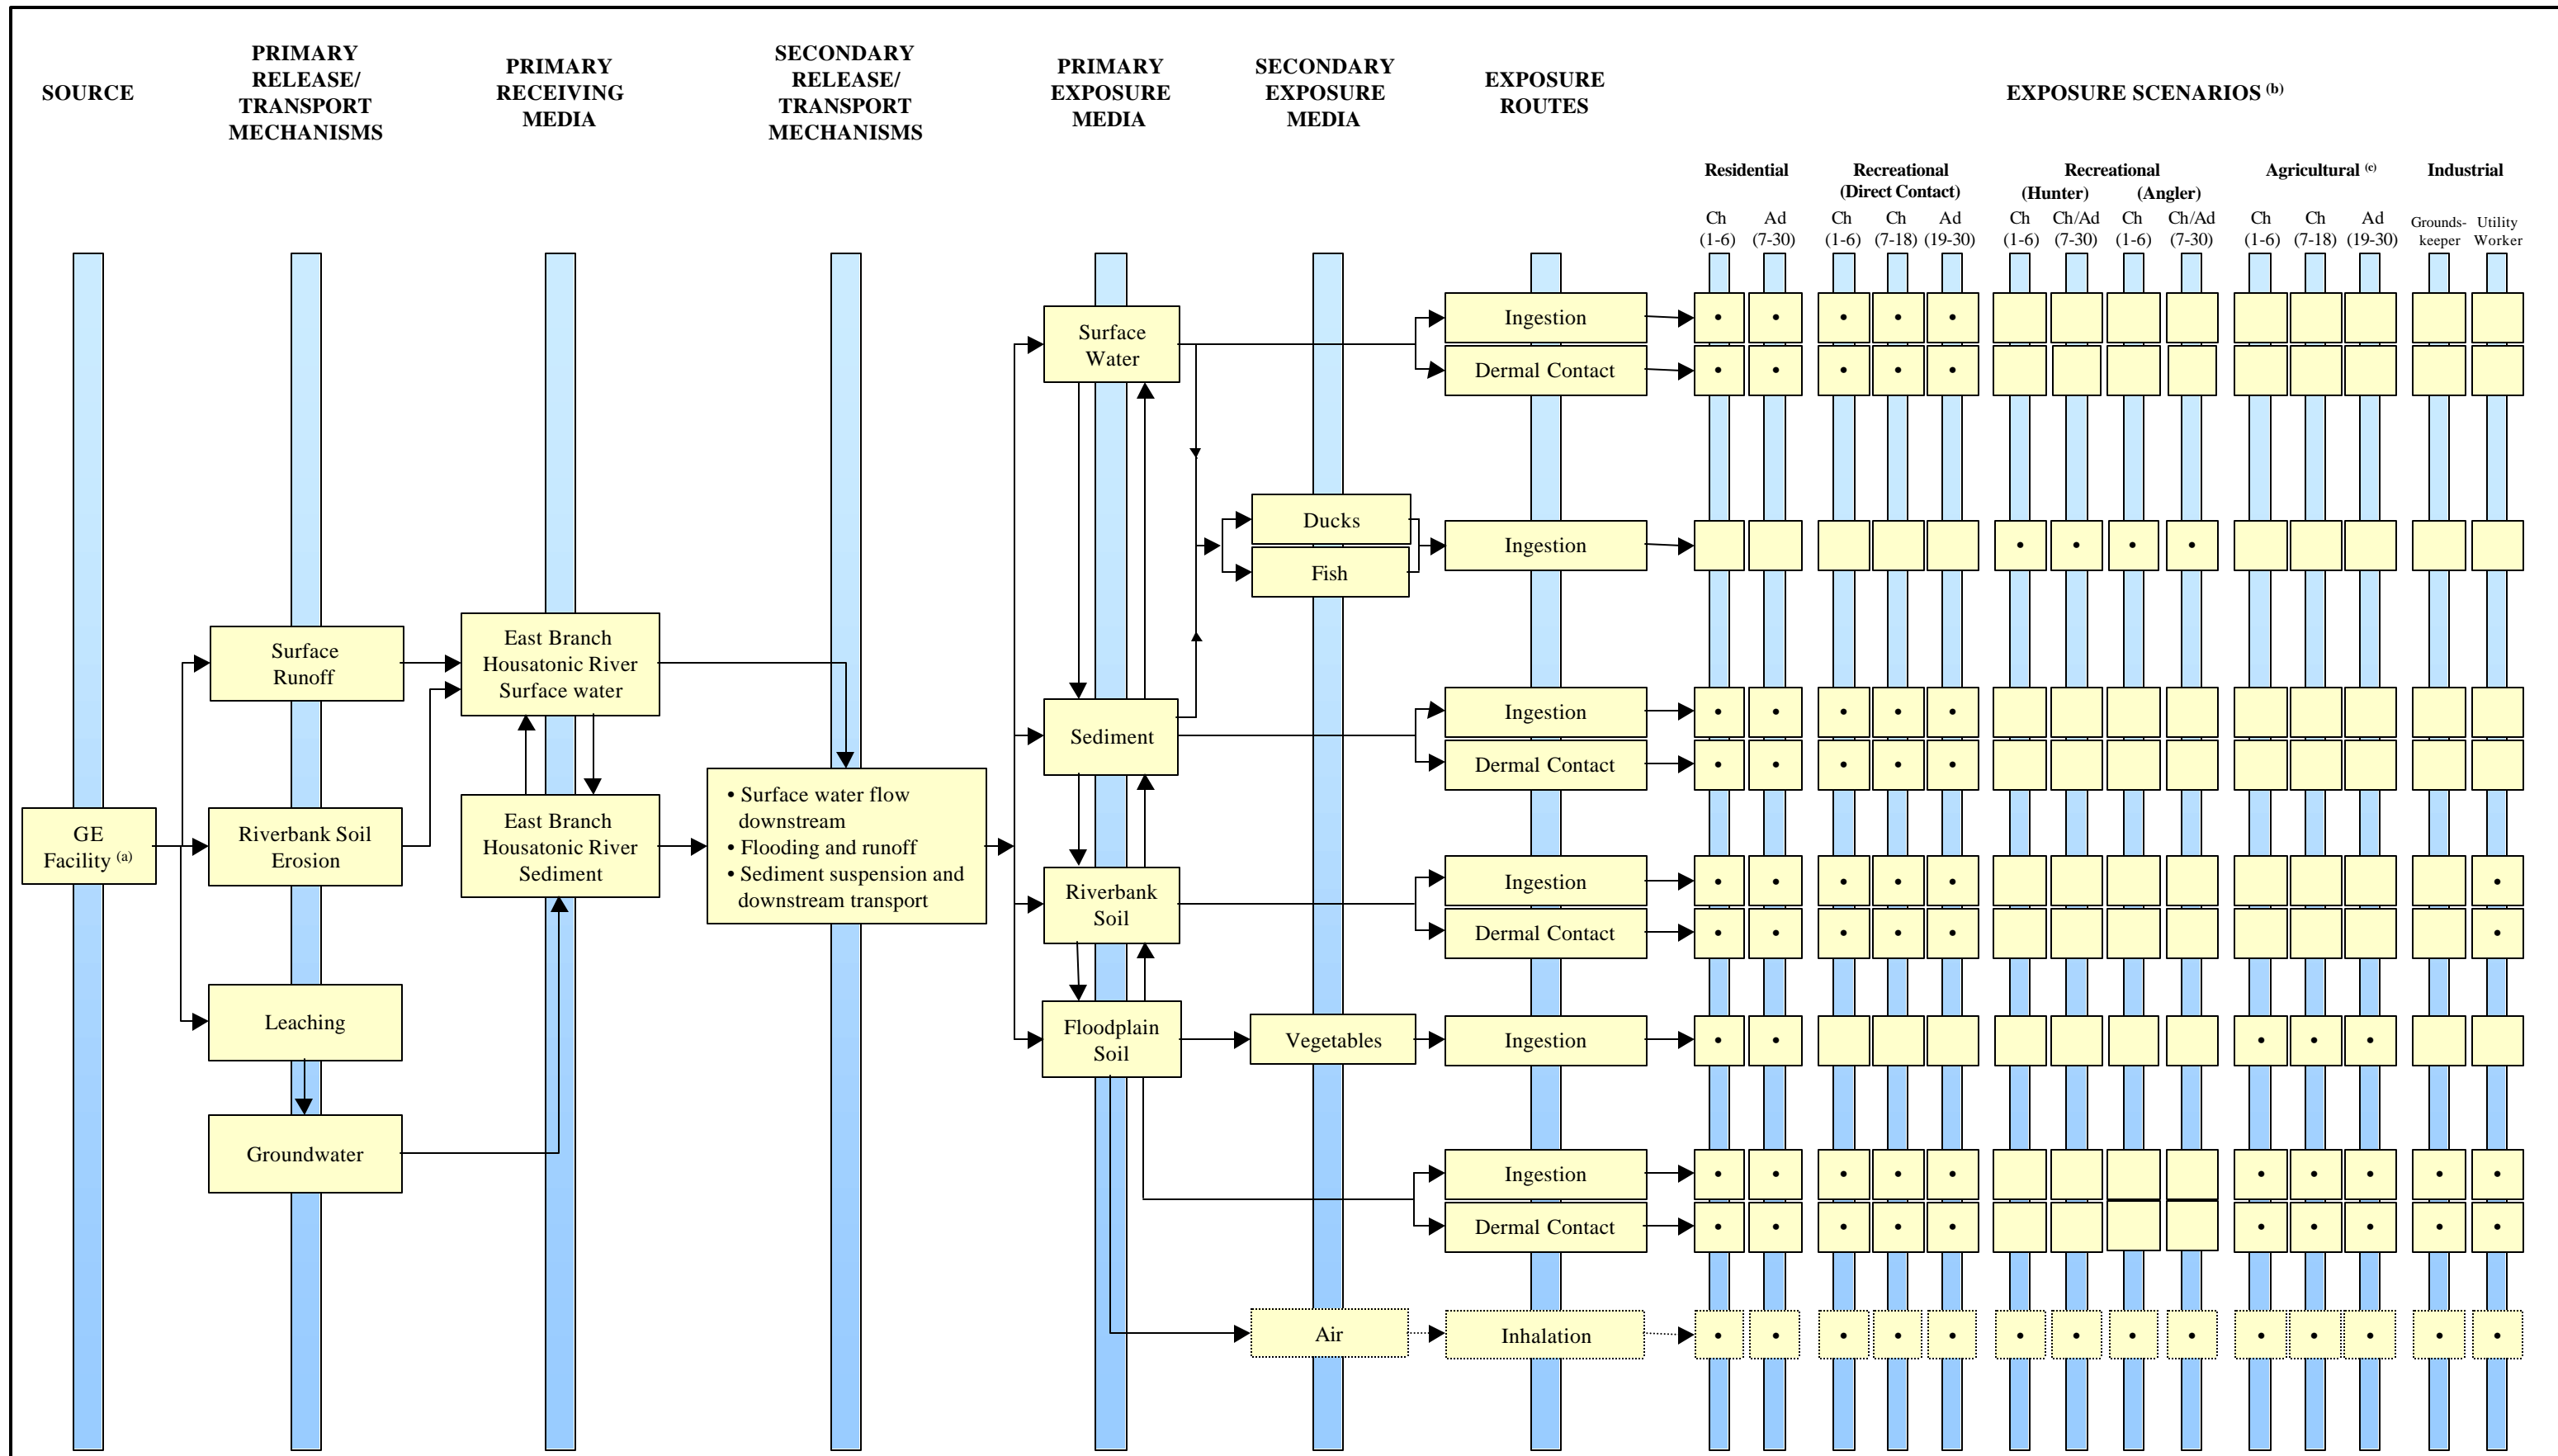 SOURCE
PRIMARY
RELEASE/
TRANSPORT
MECHANISMS
PRIMARY
RECEIVING
MEDIA
SECONDARY
RELEASE/
TRANSPORT
MECHANISMS
PRIMARY
EXPOSURE
MEDIA
SECONDARY
EXPOSURE
MEDIA
EXPOSURE
ROUTES
EXPOSURE SCENARIOS (b)
Residential
Ch
(1-6)
Ad
(7-30)
Recreational
(Direct Contact)
Ch
(1-6)
Ch
(7-18)
Ad
(19-30)
Recreational
(Hunter)
(Angler)
Ch
(1-6)
Ch/Ad
(7-30)
Ch
(1-6)
Ch/Ad
(7-30)
Agricultural (c)
Ch
(1-6)
Ch
(7-18)
Ad
(19-30)
Industrial
Grounds-
keeper
Utility
Worker
GE
Facility (a)
Surface
Runoff
Riverbank Soil
Erosion
Leaching
Groundwater
East Branch
Housatonic River
Surface water
East Branch
Housatonic River
Sediment
• Surface water flow
downstream
• Flooding and runoff
• Sediment suspension and
downstream transport
Surface
Water
Sediment
Riverbank
Soil
Floodplain
Soil
Ducks
Fish
Vegetables
Air
Ingestion
Dermal Contact
Ingestion
Ingestion
Dermal Contact
Ingestion
Dermal Contact
Ingestion
Ingestion
Dermal Contact
Inhalation